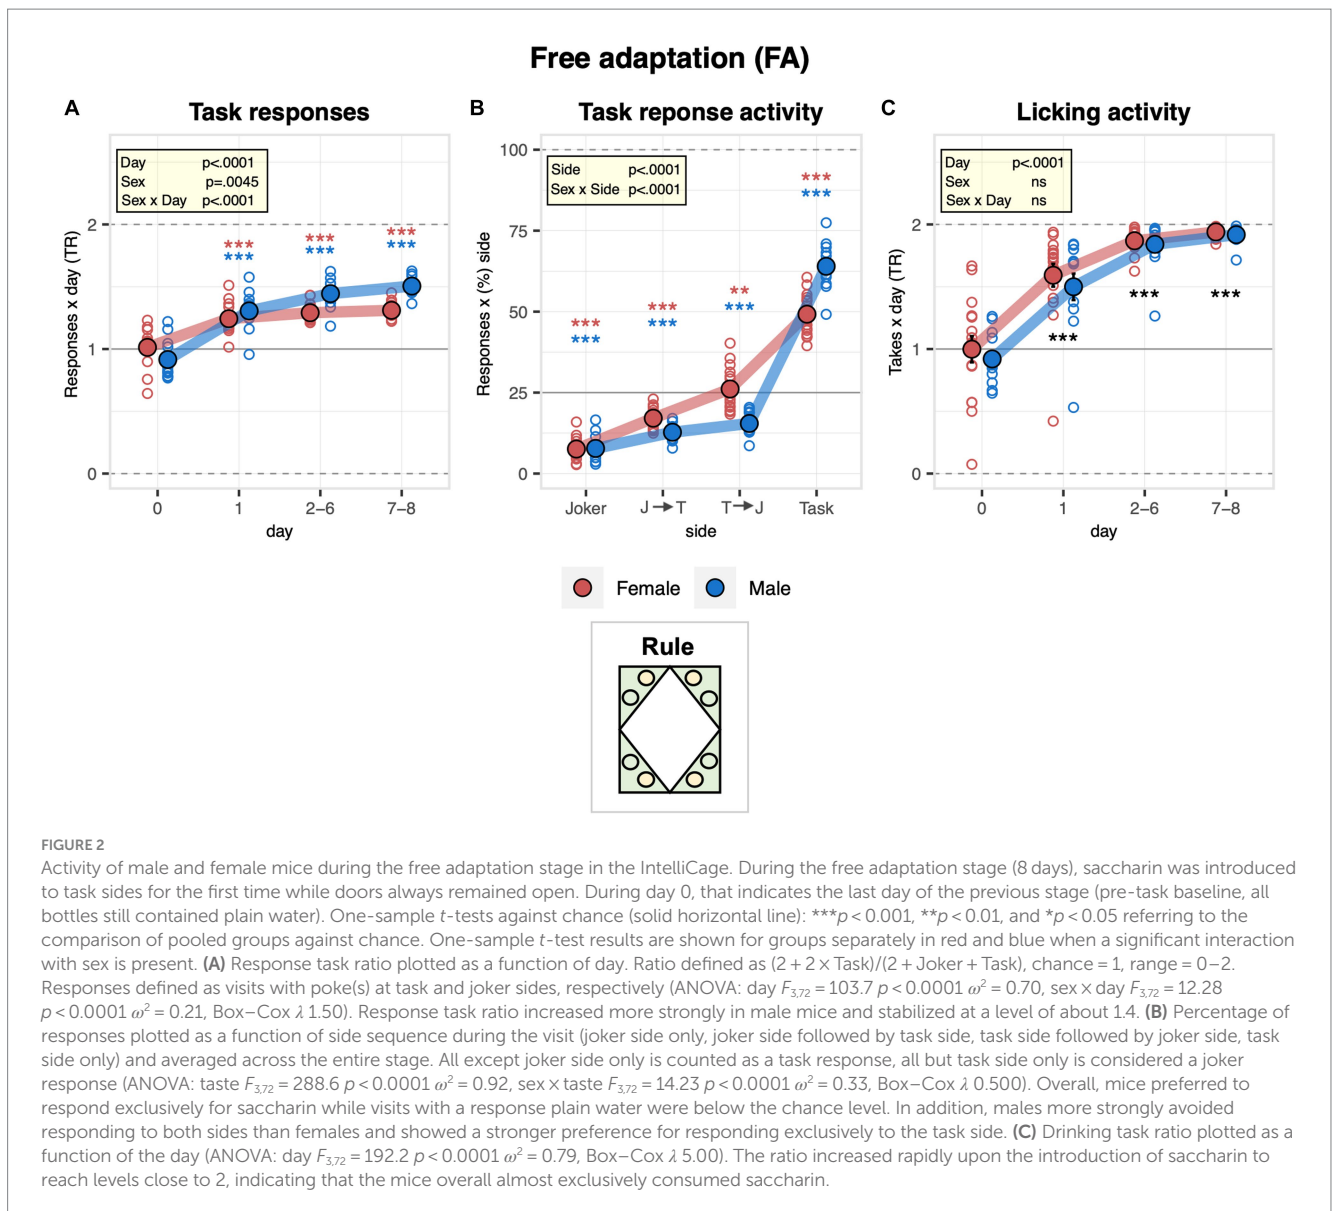 Free adaptation (FA)
A
Task responses
Day p<.0001
Sex p=.0045
Sex x Day p<.0001
***
***
***
***
***
***
Responses x day (TR)
2
1
0
0 1 2–6 7–8
day
B
Task reponse activity
Side p<.0001
Sex x Side p<.0001
***
***
**
***
***
***
***
***
Responses x (%) side
100
75
50
25
0
Joker J→T T→J Task
side
C
Licking activity
Day p<.0001
Sex ns
Sex x Day ns
***
***
***
Takes x day (TR)
2
1
0
0 1 2–6 7–8
day
Female Male
Rule
FIGURE 2
Activity of male and female mice during the free adaptation stage in the IntelliCage. During the free adaptation stage (8 days), saccharin was introduced
to task sides for the first time while doors always remained open. During day 0, that indicates the last day of the previous stage (pre-task baseline, all
bottles still contained plain water). One-sample t-tests against chance (solid horizontal line): ***p < 0.001, **p < 0.01, and *p < 0.05 referring to the
comparison of pooled groups against chance. One-sample t-test results are shown for groups separately in red and blue when a significant interaction
with sex is present. (A) Response task ratio plotted as a function of day. Ratio defined as (2 + 2 × Task)/(2 + Joker + Task), chance = 1, range = 0–2.
Responses defined as visits with poke(s) at task and joker sides, respectively (ANOVA: day F3,72 = 103.7 p < 0.0001 ω² = 0.70, sex × day F3,72 = 12.28
p < 0.0001 ω² = 0.21, Box–Cox λ 1.50). Response task ratio increased more strongly in male mice and stabilized at a level of about 1.4. (B) Percentage of
responses plotted as a function of side sequence during the visit (joker side only, joker side followed by task side, task side followed by joker side, task
side only) and averaged across the entire stage. All except joker side only is counted as a task response, all but task side only is considered a joker
response (ANOVA: taste F3,72 = 288.6 p < 0.0001 ω² = 0.92, sex × taste F3,72 = 14.23 p < 0.0001 ω² = 0.33, Box–Cox λ 0.500). Overall, mice preferred to
respond exclusively for saccharin while visits with a response plain water were below the chance level. In addition, males more strongly avoided
responding to both sides than females and showed a stronger preference for responding exclusively to the task side. (C) Drinking task ratio plotted as a
function of the day (ANOVA: day F3,72 = 192.2 p < 0.0001 ω² = 0.79, Box–Cox λ 5.00). The ratio increased rapidly upon the introduction of saccharin to
reach levels close to 2, indicating that the mice overall almost exclusively consumed saccharin.